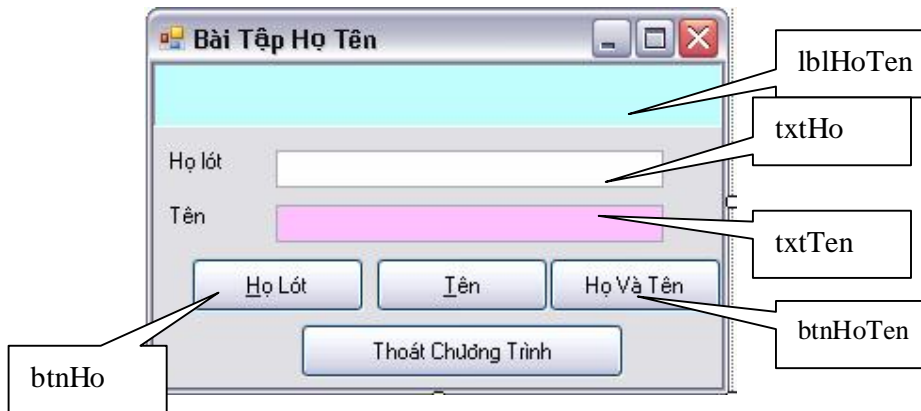 Bài Tập Họ Tên
lblHoTen
txtHo
Họ lót
Tên
txtTen
Họ Lót
Tên
Họ Và Tên
btnHoTen
Thoát Chương Trình
btnHo